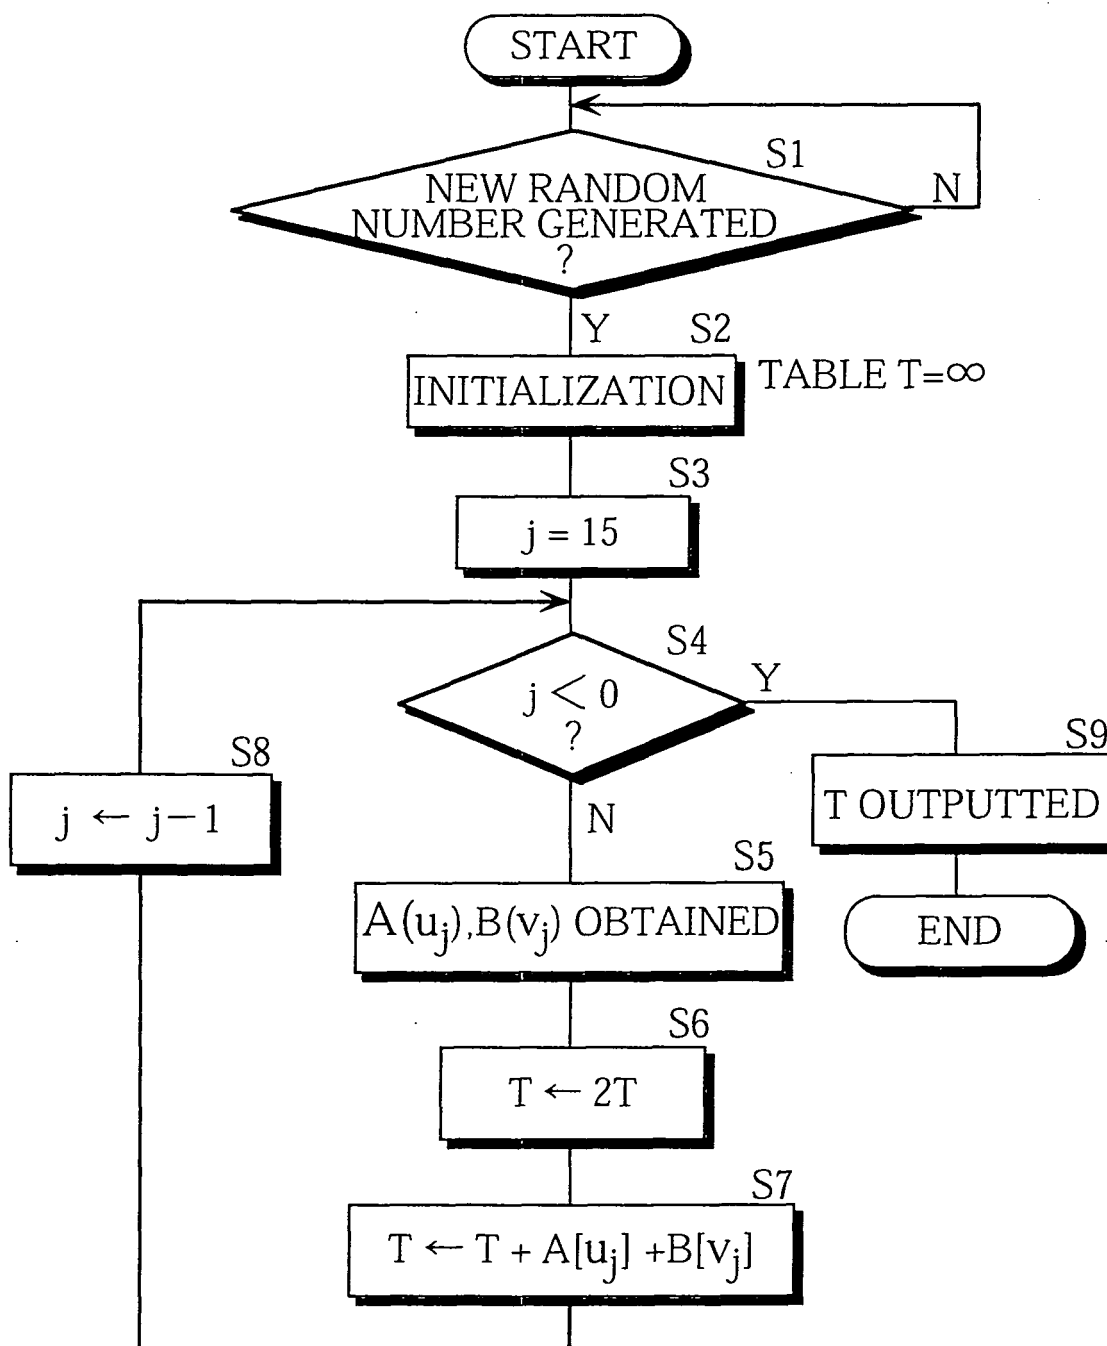 START
S1
NEW RANDOM
NUMBER GENERATED
?
N
Y
S2
INITIALIZATION
TABLE T=∞
S3
j = 15
S4
j < 0
?
Y
N
S8
j ← j−1
S9
T OUTPUTTED
END
S5
A(uj),B(vj) OBTAINED
S6
T ← 2T
S7
T ← T + A[uj] +B[vj]